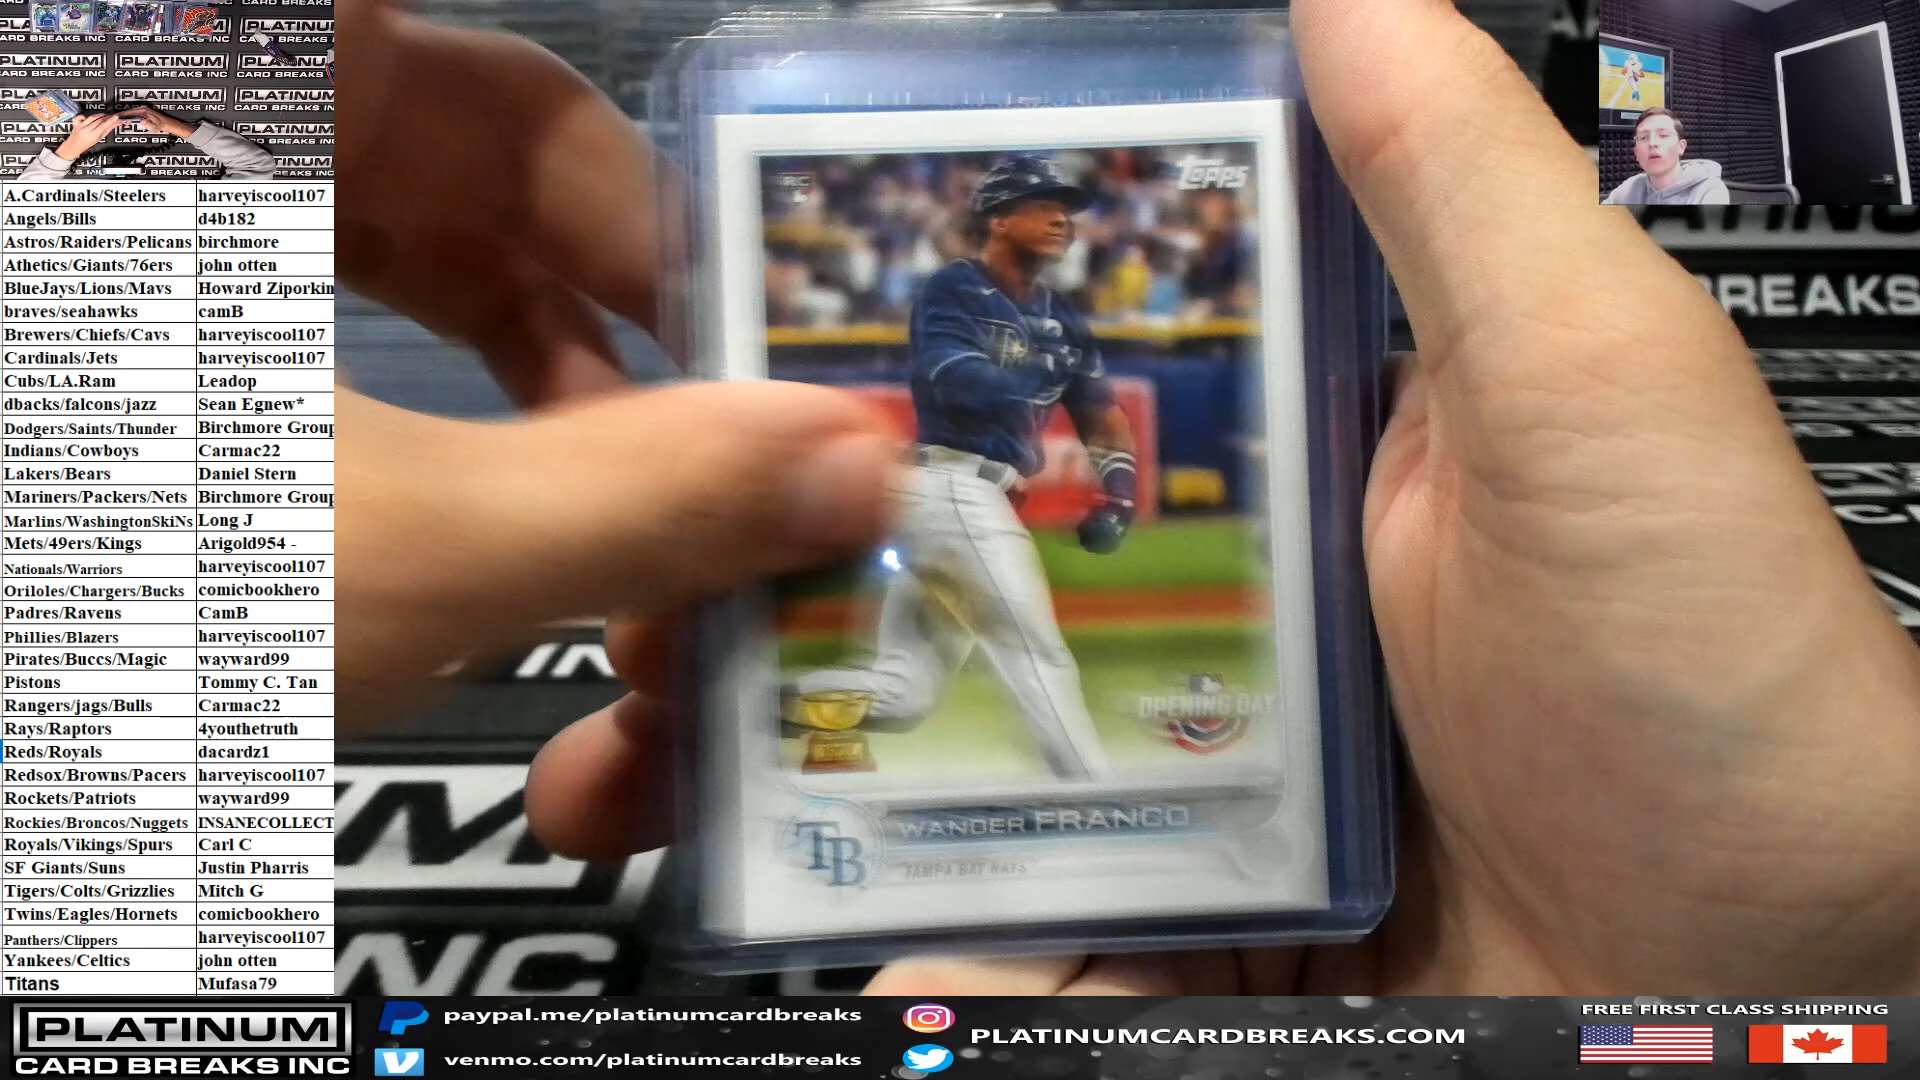 PLATINUM PLATINUM
CARD BREAKS INC CARD BREAKS INC
A.Cardinals/Steelers harveyiscool107
Angels/Bills d4b182
Astros/Raiders/Pelicans birchmore
Athetics/Giants/76ers john otten
BlueJays/Lions/Mavs Howard Ziporkin
braves/seahawks camB
Brewers/Chiefs/Cavs harveyiscool107
Cardinals/Jets harveyiscool107
Cubs/LA.Ram Leadop
dbacks/falcons/jazz Sean Egnew*
Dodgers/Saints/Thunder Birchmore Group
Indians/Cowboys Carmac22
Lakers/Bears Daniel Stern
Mariners/Packers/Nets Birchmore Group
Marlins/WashingtonSkiNs Long J
Mets/49ers/Kings Arigold954 -
Nationals/Warriors harveyiscool107
Oriloles/Chargers/Bucks comicbookhero
Padres/Ravens CamB
Phillies/Blazers harveyiscool107
Pirates/Buccs/Magic wayward99
Pistons Tommy C. Tan
Rangers/jags/Bulls Carmac22
Rays/Raptors 4youthetruth
Reds/Royals dacardz1
Redsox/Browns/Pacers harveyiscool107
Rockets/Patriots wayward99
Rockies/Broncos/Nuggets INSANECOLLECT
Royals/Vikings/Spurs Carl C
SF Giants/Suns Justin Pharris
Tigers/Colts/Grizzlies Mitch G
Twins/Eagles/Hornets comicbookhero
Panthers/Clippers harveyiscool107
Yankees/Celtics john otten
Titans Mufasa79
RC
Topps
OPENING DAY
TB
WANDER FRANCO
TAMPA BAY RAYS™
BREAKS
PLATINUM
CARD BREAKS INC
paypal.me/platinumcardbreaks
venmo.com/platinumcardbreaks
PLATINUMCARDBREAKS.COM
FREE FIRST CLASS SHIPPING